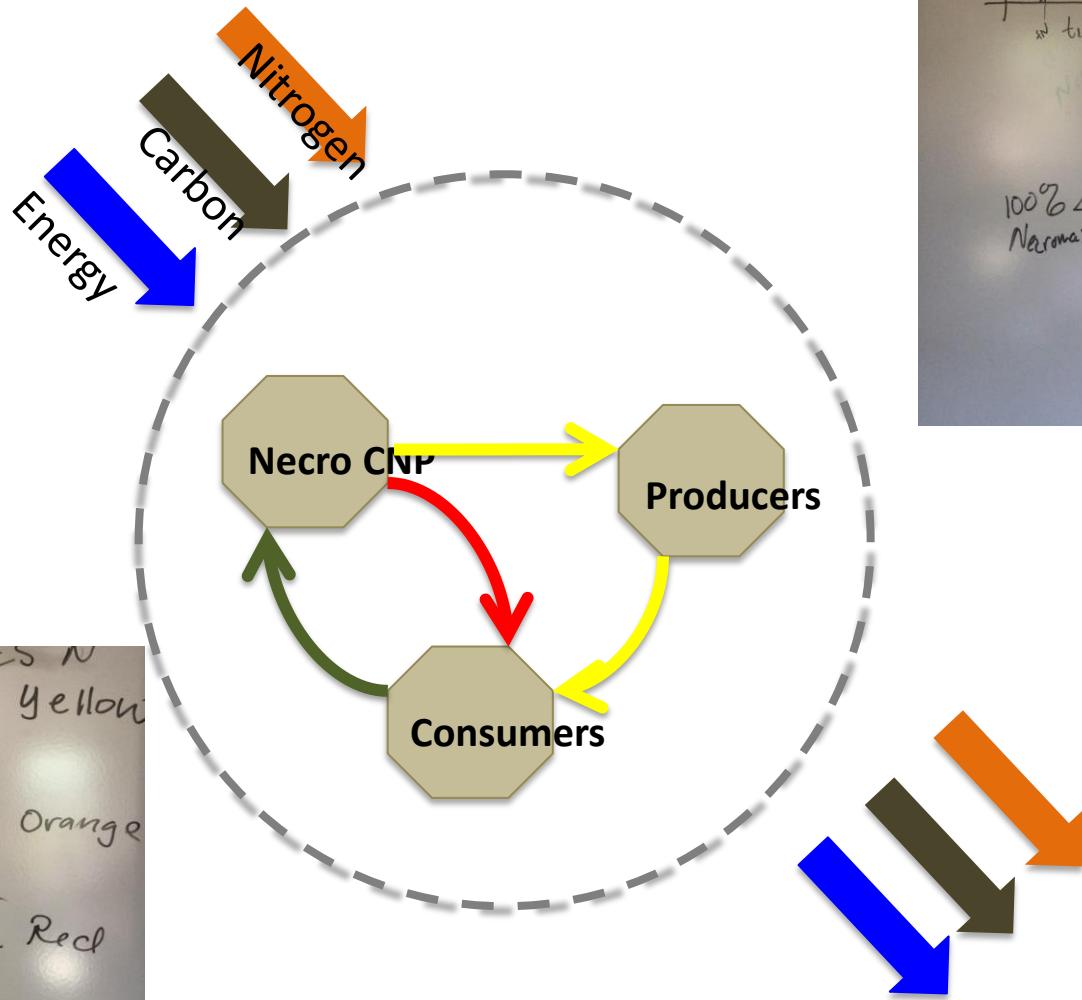 Nitrogen
Carbon
Energy
100%
Necro CNP
Producers
Consumers
N
Yellow
Orange
Red